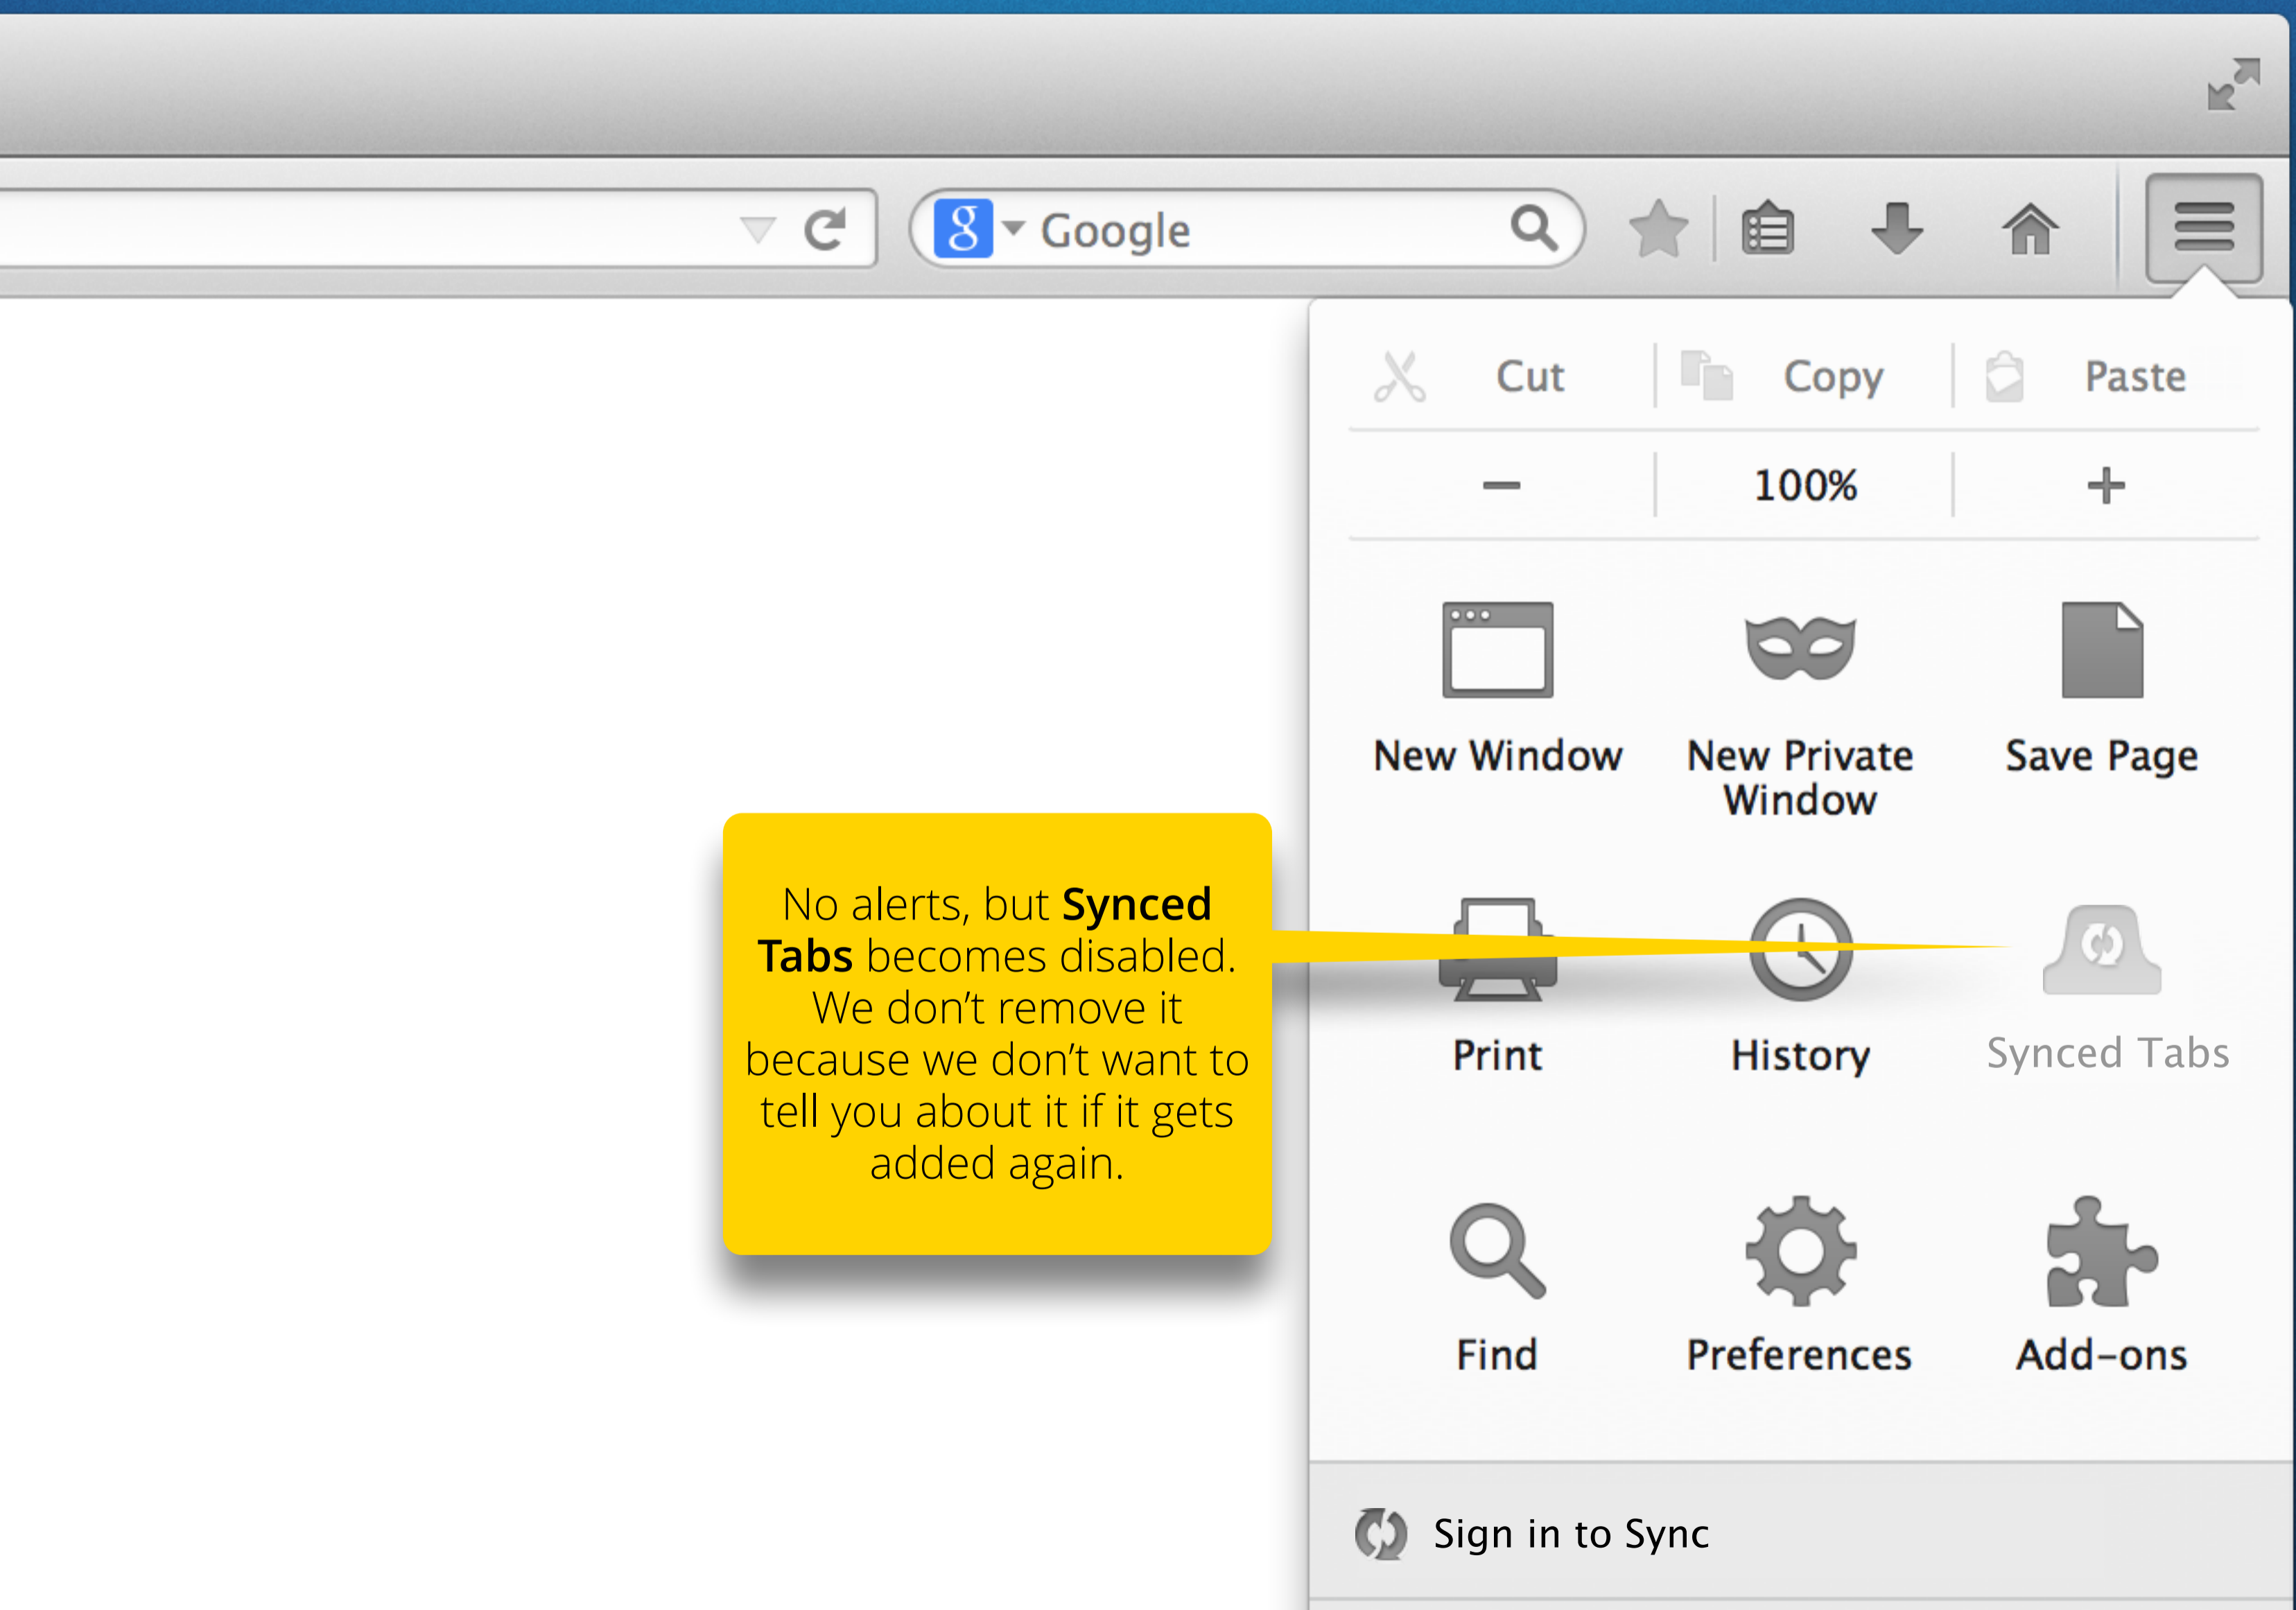 g Google
Cut Copy Paste
− 100% +
New Window New Private Window Save Page
No alerts, but Synced
Tabs becomes disabled.
We don’t remove it
because we don’t want to
tell you about it if it gets
added again.
Print History Synced Tabs
Find Preferences Add-ons
Sign in to Sync